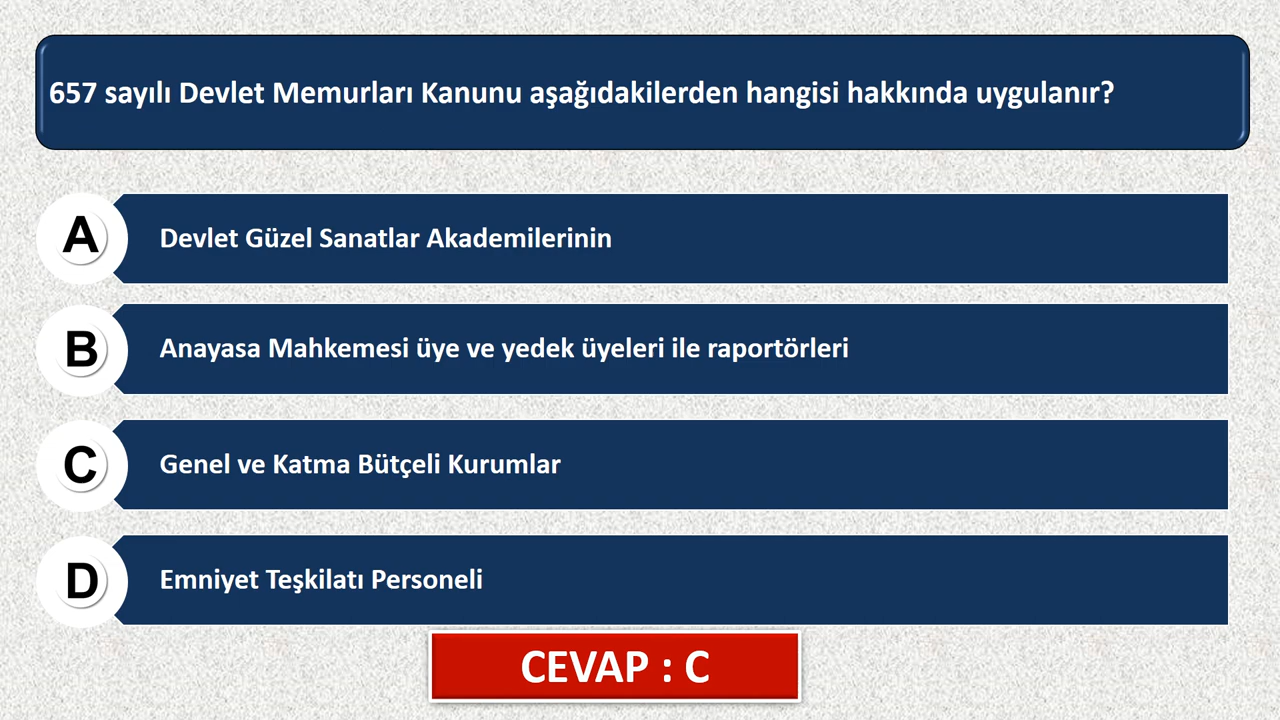 657 sayılı Devlet Memurları Kanunu aşağıdakilerden hangisi hakkında uygulanır?
A
Devlet Güzel Sanatlar Akademilerinin
B
Anayasa Mahkemesi üye ve yedek üyeleri ile raportörleri
C
Genel ve Katma Bütçeli Kurumlar
D
Emniyet Teşkilatı Personeli
CEVAP : C